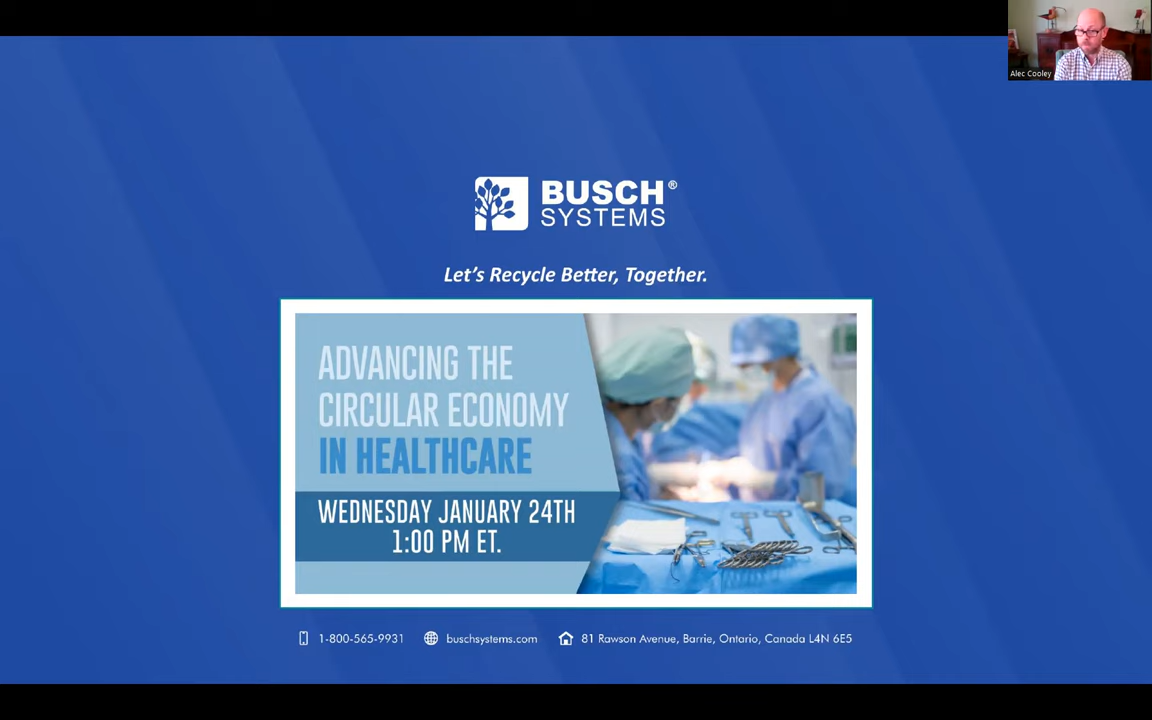 Alec Cooley
BUSCH®
SYSTEMS
Let's Recycle Better, Together.
ADVANCING THE
CIRCULAR ECONOMY
IN HEALTHCARE
WEDNESDAY JANUARY 24TH
1:00 PM ET.
1-800-565-9931 buschsystems.com 81 Rawson Avenue, Barrie, Ontario, Canada L4N 6E5